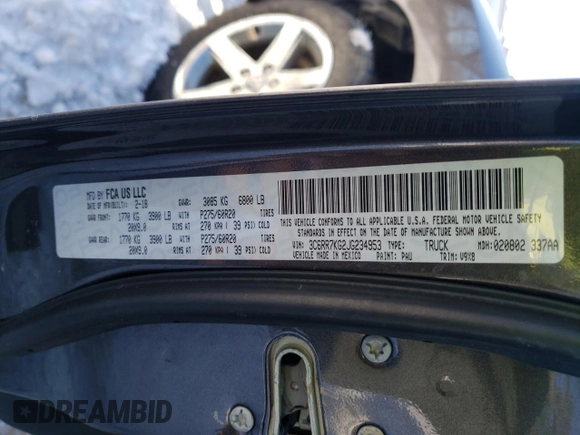 MFD BY FCA US LLC
DATE OF MFR(BUILT): 2-18 GVWR: 3085 KG 6800 LB
GAWR FRONT: 1770 KG 3900 LB WITH P275/60R20 TIRES
20X9.0 RIMS AT 270 KPA ( 39 PSI) COLD
GAWR REAR: 1770 KG 3900 LB WITH P275/60R20 TIRES
20X9.0 RIMS AT 270 KPA ( 39 PSI) COLD
THIS VEHICLE CONFORMS TO ALL APPLICABLE U.S.A. FEDERAL MOTOR VEHICLE SAFETY
STANDARDS IN EFFECT ON THE DATE OF MANUFACTURE SHOWN ABOVE.
VIN: 3C6RR7KG2JG234953 TYPE: TRUCK MDH: 020802 337AA
VEHICLE MADE IN MEXICO PAINT: PAU TRIM: V9X8
DREAMBID